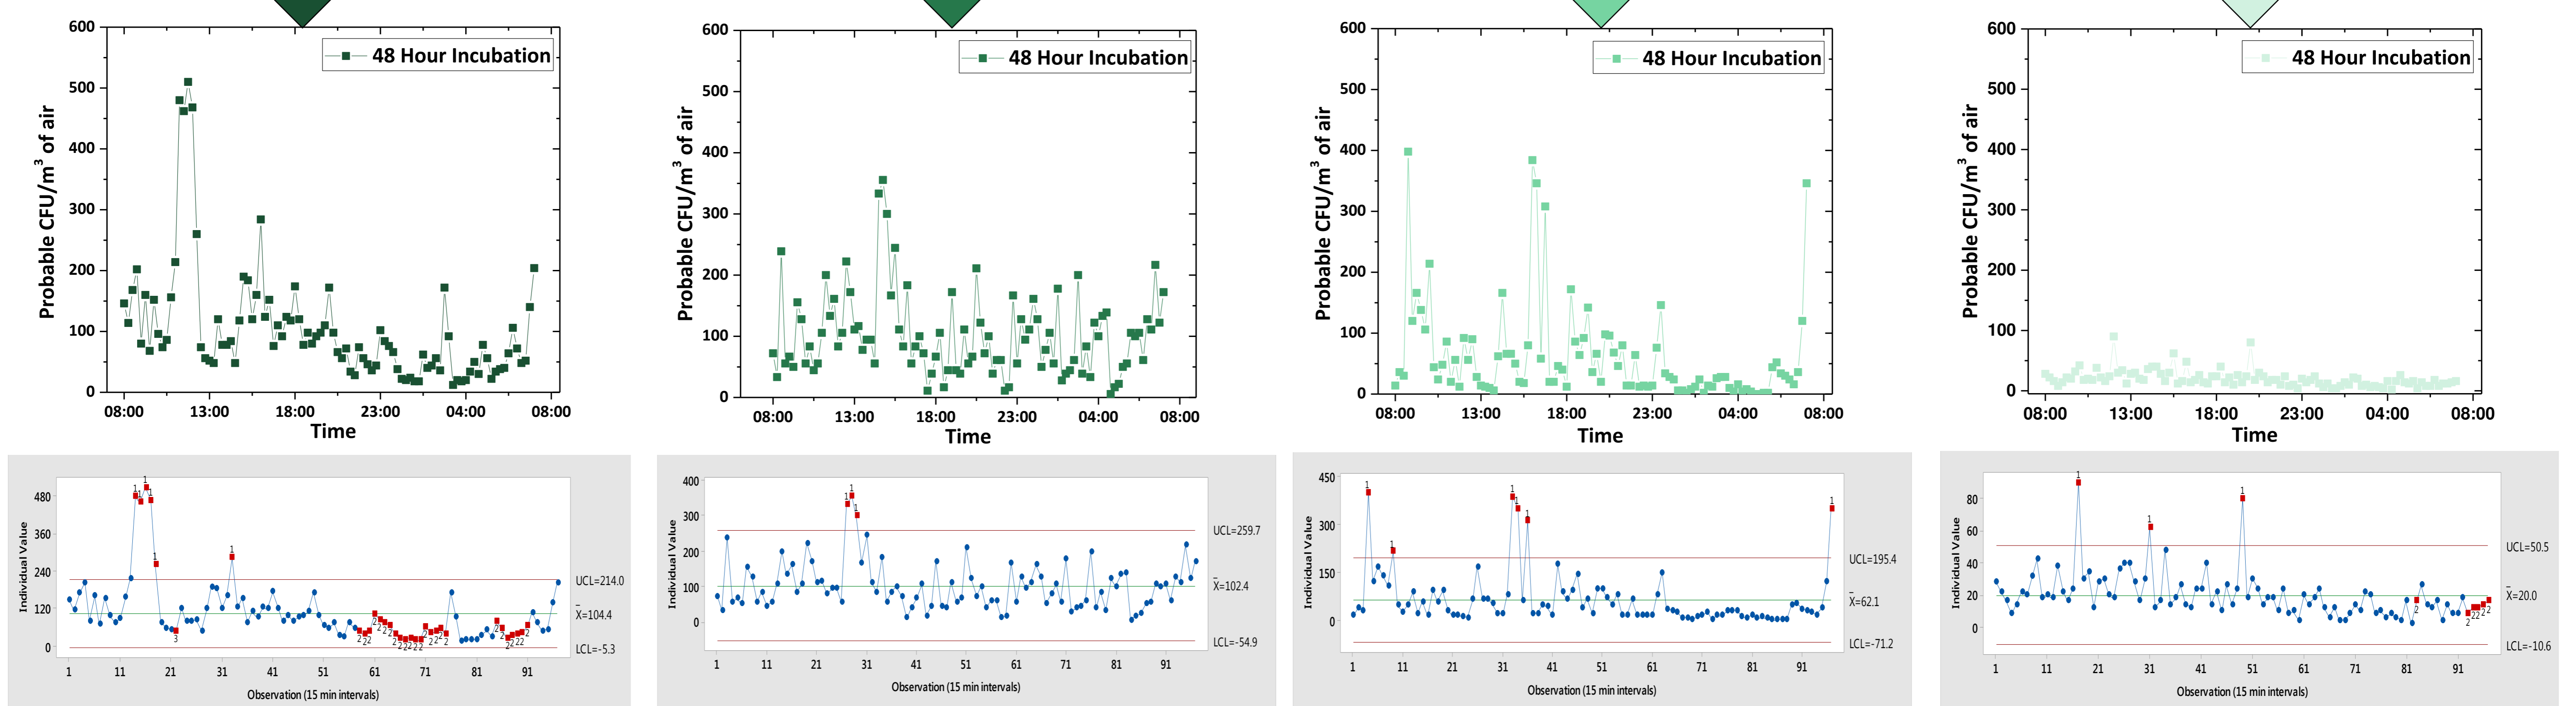 600
500
400
300
200
100
0
Probable CFU/m³ of air
48 Hour Incubation
08:00 13:00 18:00 23:00 04:00 08:00
Time
600
500
400
300
200
100
0
Probable CFU/m³ of air
48 Hour Incubation
08:00 13:00 18:00 23:00 04:00 08:00
Time
600
500
400
300
200
100
0
Probable CFU/m³ of air
48 Hour Incubation
08:00 13:00 18:00 23:00 04:00 08:00
Time
600
500
400
300
200
100
0
Probable CFU/m³ of air
48 Hour Incubation
08:00 13:00 18:00 23:00 04:00 08:00
Time
480
360
240
120
0
Individual Value
UCL=214.0
X̄=104.4
LCL=-5.3
1 11 21 31 41 51 61 71 81 91
Observation (15 min intervals)
400
300
200
100
0
Individual Value
UCL=259.7
X̄=102.4
LCL=-54.9
1 11 21 31 41 51 61 71 81 91
Observation (15 min intervals)
450
300
150
0
Individual Value
UCL=195.4
X̄=62.1
LCL=-71.2
1 11 21 31 41 51 61 71 81 91
Observation (15 min intervals)
80
60
40
20
0
Individual Value
UCL=50.5
X̄=20.0
LCL=-10.6
1 11 21 31 41 51 61 71 81 91
Observation (15 min intervals)